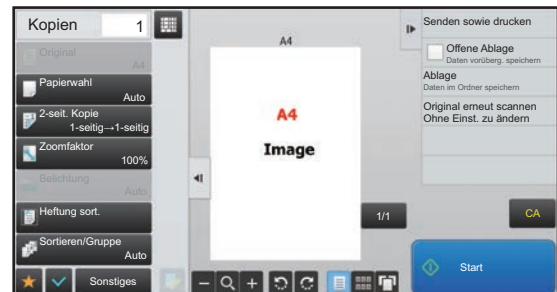 Kopien 1
Original
A4
Papierwahl
Auto
2-seit. Kopie
1-seitig→1-seitig
Zoomfaktor
100%
Belichtung
Auto
Heftung sort.
Sortieren/Gruppe
Auto
Sonstiges
A4
A4
Image
1/1
Senden sowie drucken
Offene Ablage
Daten vorüberg. speichern
Ablage
Daten im Ordner speichern
Original erneut scannen
Ohne Einst. zu ändern
CA
Start